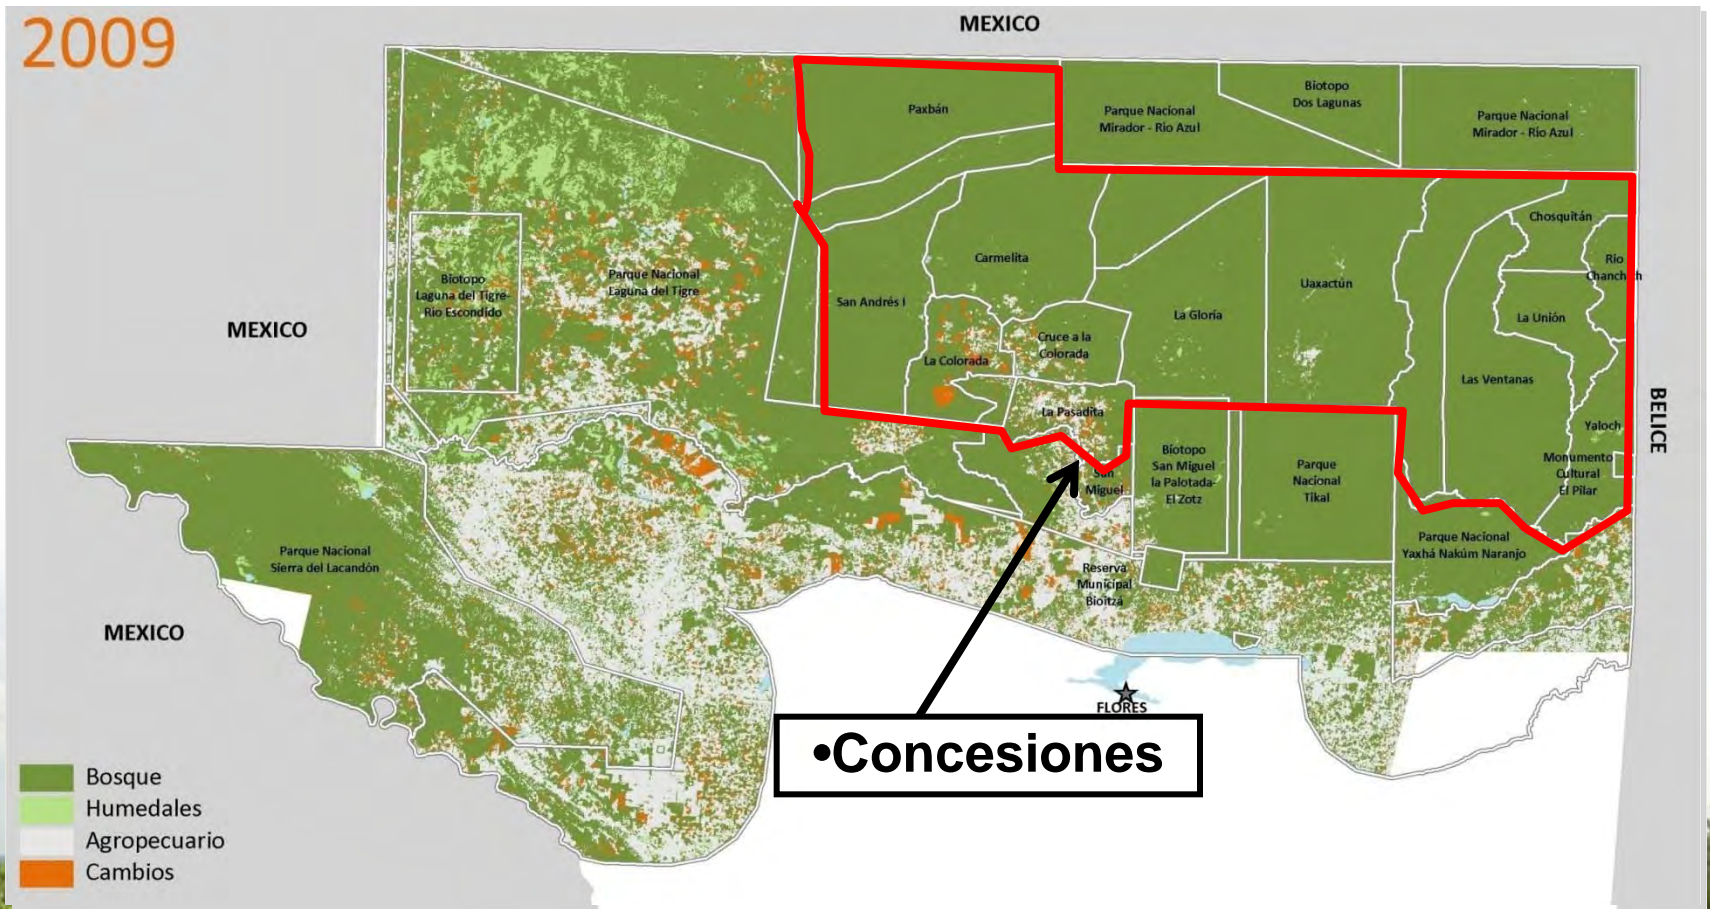 2009
MEXICO
Paxbán
Parque Nacional
Mirador - Rio Azul
Biotopo
Dos Lagunas
Parque Nacional
Mirador - Rio Azul
Chosquitán
Rio
Chanchich
Carmelita
Biotopo
Laguna del Tigre-
Rio Escondido
Parque Nacional
Laguna del Tigre
San Andrés I
Uaxactún
La Gloria
La Unión
MEXICO
Cruce a la
Colorada
La Colorada
Las Ventanas
La Pasadita
BELICE
Yaloch
Monumento
Cultural
El Pilar
Biotopo
San Miguel
la Palotada-
El Zotz
Parque
Nacional
Tikal
San
Miguel
Parque Nacional
Yaxhá Nakúm Naranjo
Parque Nacional
Sierra del Lacandón
Reserva
Municipal
Bioitzá
MEXICO
FLORES
•Concesiones
Bosque
Humedales
Agropecuario
Cambios